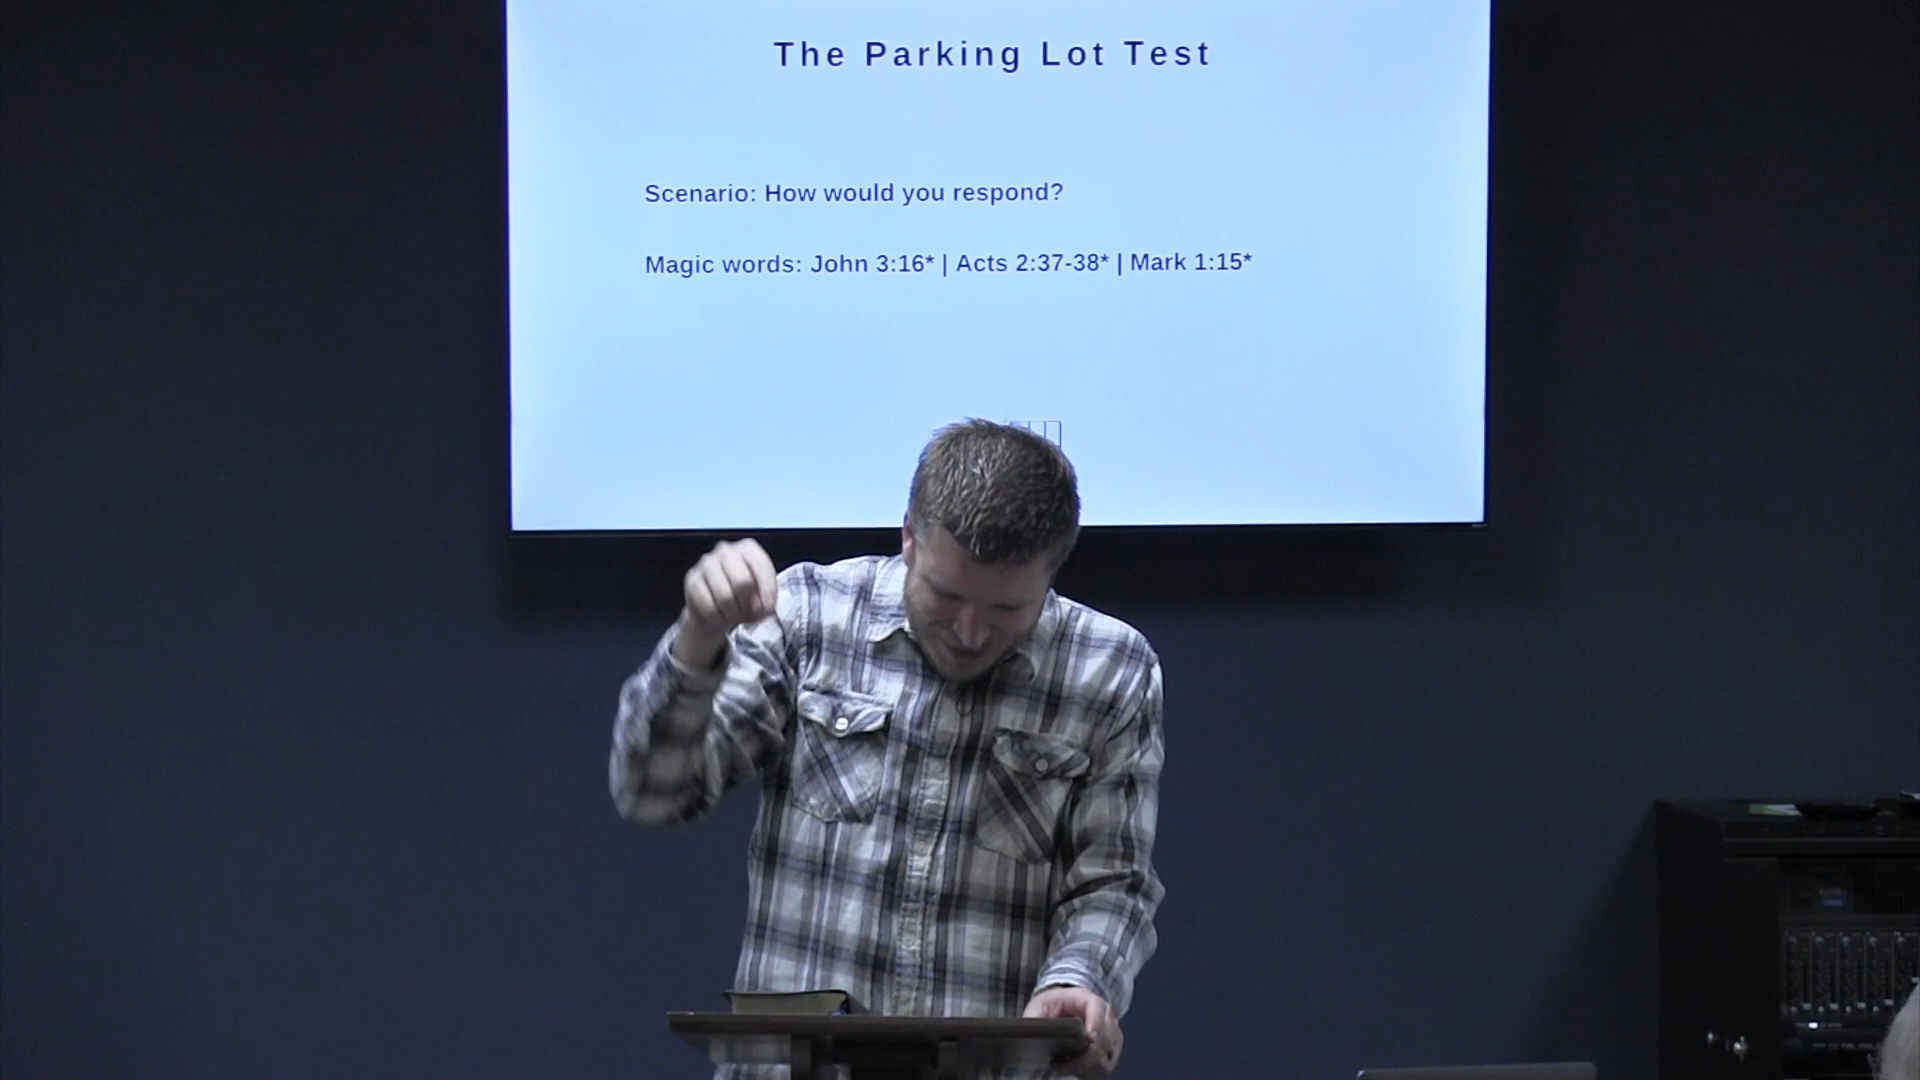 The Parking Lot Test
Scenario: How would you respond?
Magic words: John 3:16* | Acts 2:37-38* | Mark 1:15*